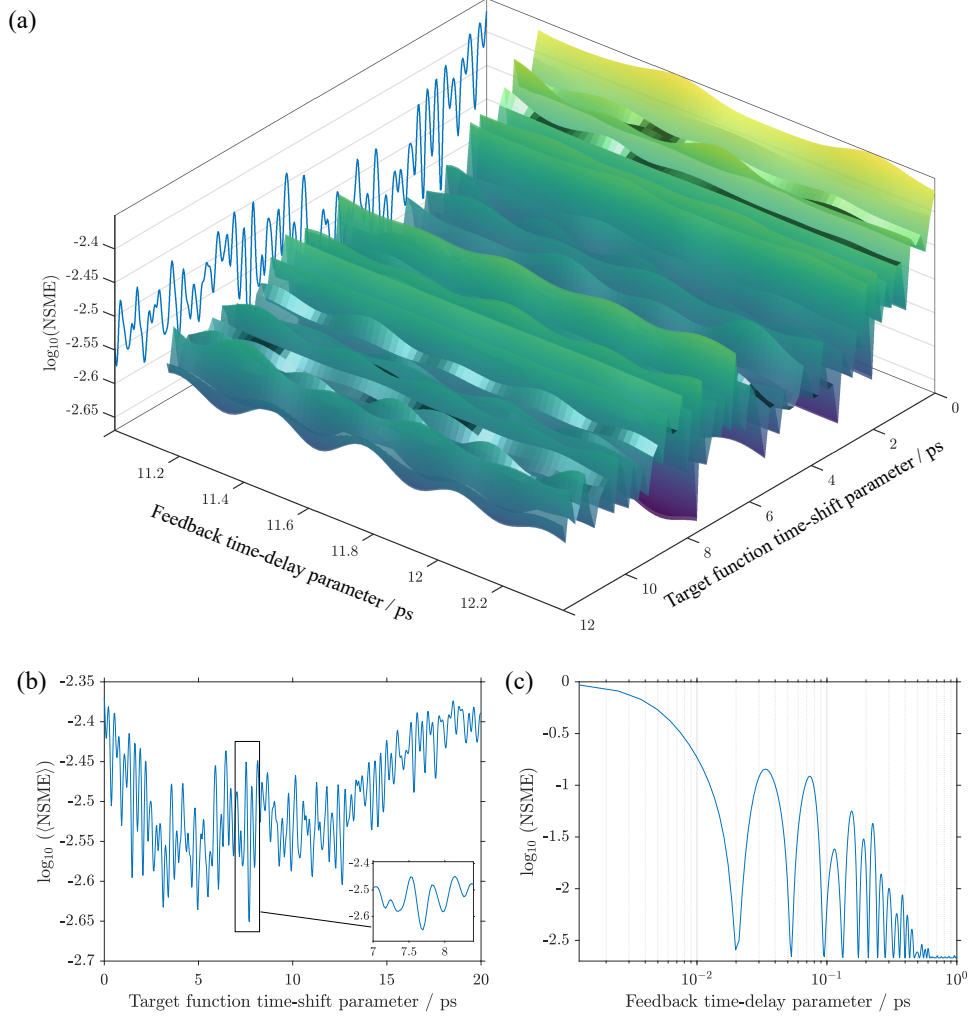 (a)
-2.4
-2.45
-2.5
-2.55
-2.6
-2.65
log10(NSME)
11.2
11.4
11.6
11.8
12
12.2
Feedback time-delay parameter / ps
0
2
4
6
8
10
12
Target function time-shift parameter / ps
(b)
-2.35
-2.4
-2.45
-2.5
-2.55
-2.6
-2.65
-2.7
log10 (⟨NSME⟩)
0 5 10 15 20
Target function time-shift parameter / ps
-2.4
-2.5
-2.6
7 7.5 8
(c)
0
-0.5
-1
-1.5
-2
-2.5
log10 (NSME)
10⁻² 10⁻¹ 10⁰
Feedback time-delay parameter / ps